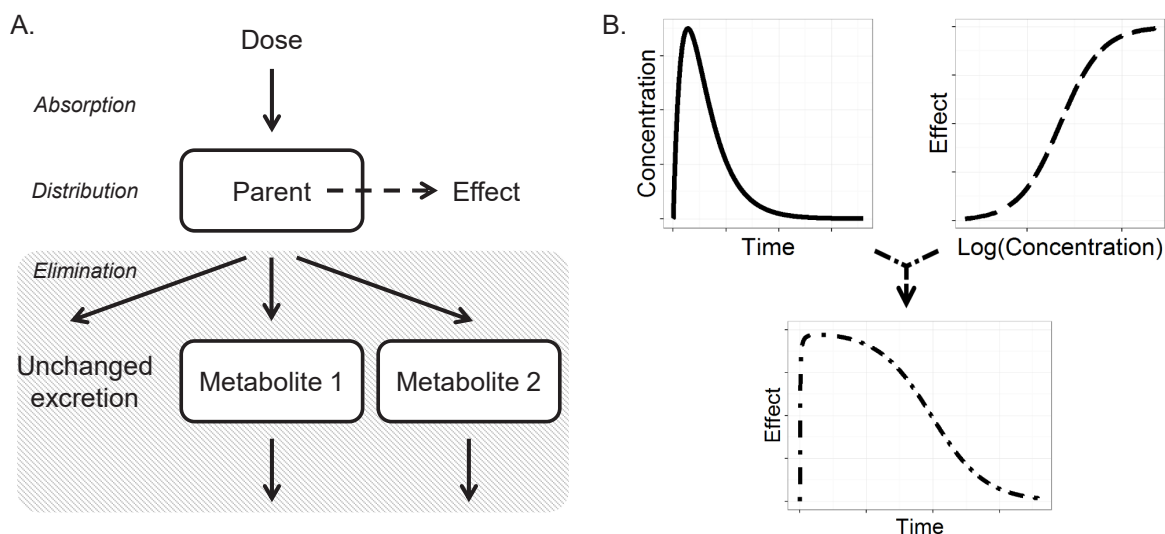 A.
Dose
Absorption
Distribution
Parent
Effect
Elimination
Unchanged
excretion
Metabolite 1
Metabolite 2
B.
Concentration
Time
Effect
Log(Concentration)
Effect
Time